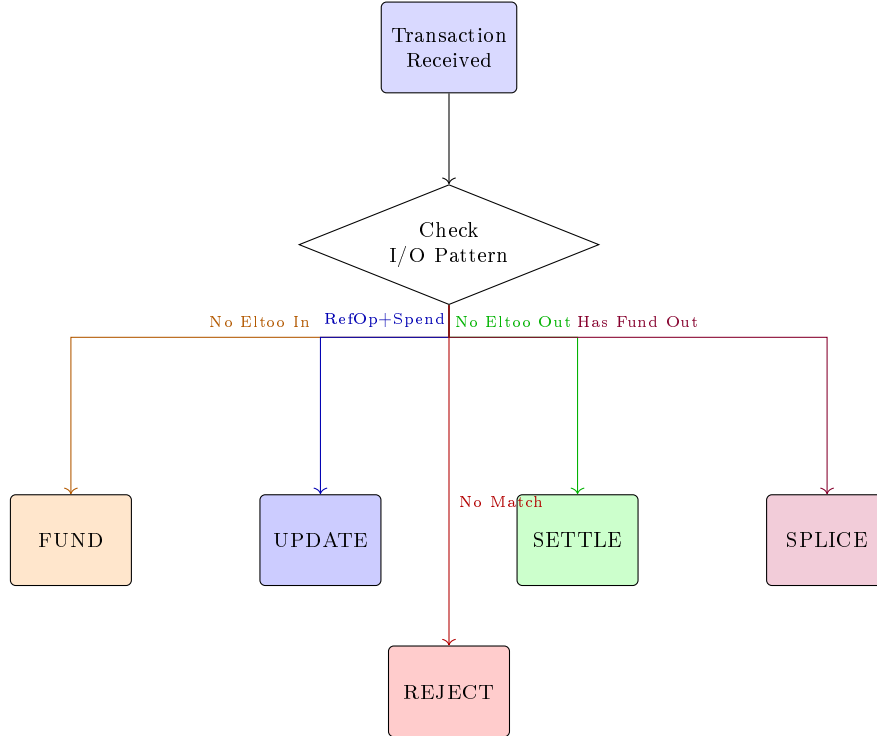 Transaction
Received
Check
I/O Pattern
No Eltoo In
RefOp+Spend
No Eltoo Out
Has Fund Out
No Match
FUND
UPDATE
SETTLE
SPLICE
REJECT